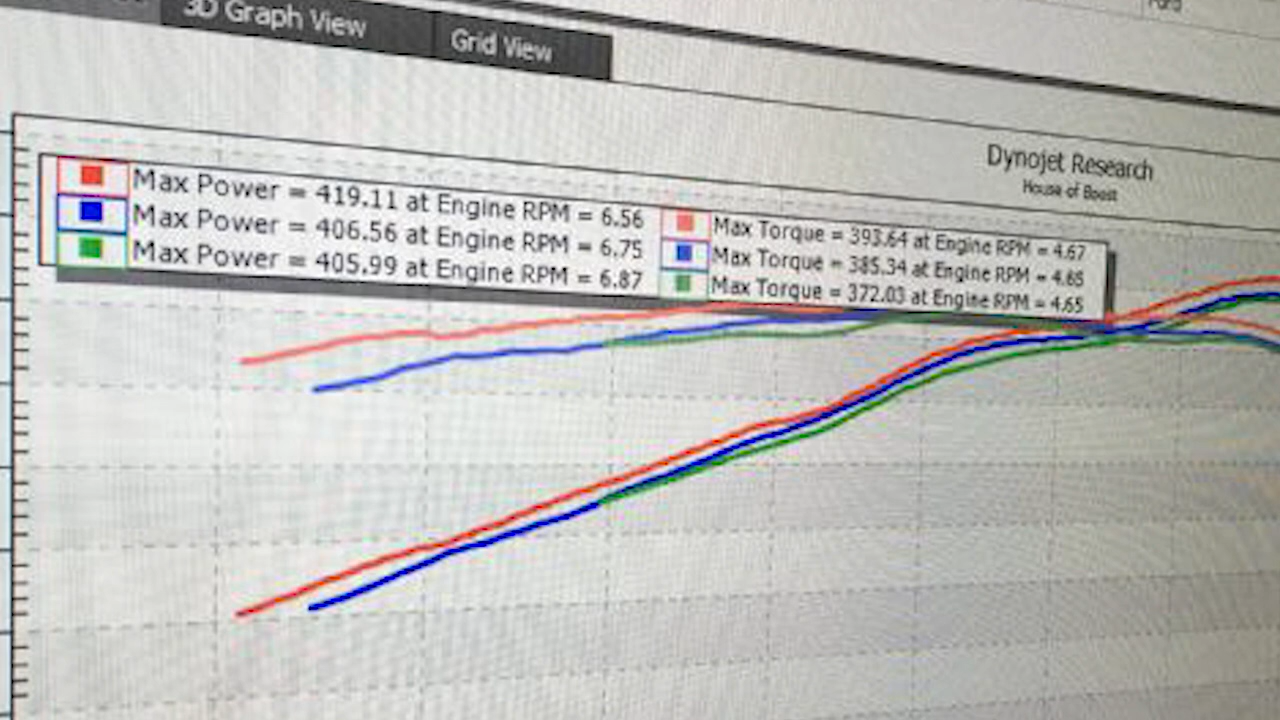 3D Graph View
Grid View
Ford
Dynojet Research
House of Boost
Max Power = 419.11 at Engine RPM = 6.56
Max Power = 406.56 at Engine RPM = 6.75
Max Power = 405.99 at Engine RPM = 6.87
Max Torque = 393.64 at Engine RPM = 4.67
Max Torque = 385.34 at Engine RPM = 4.65
Max Torque = 372.03 at Engine RPM = 4.65